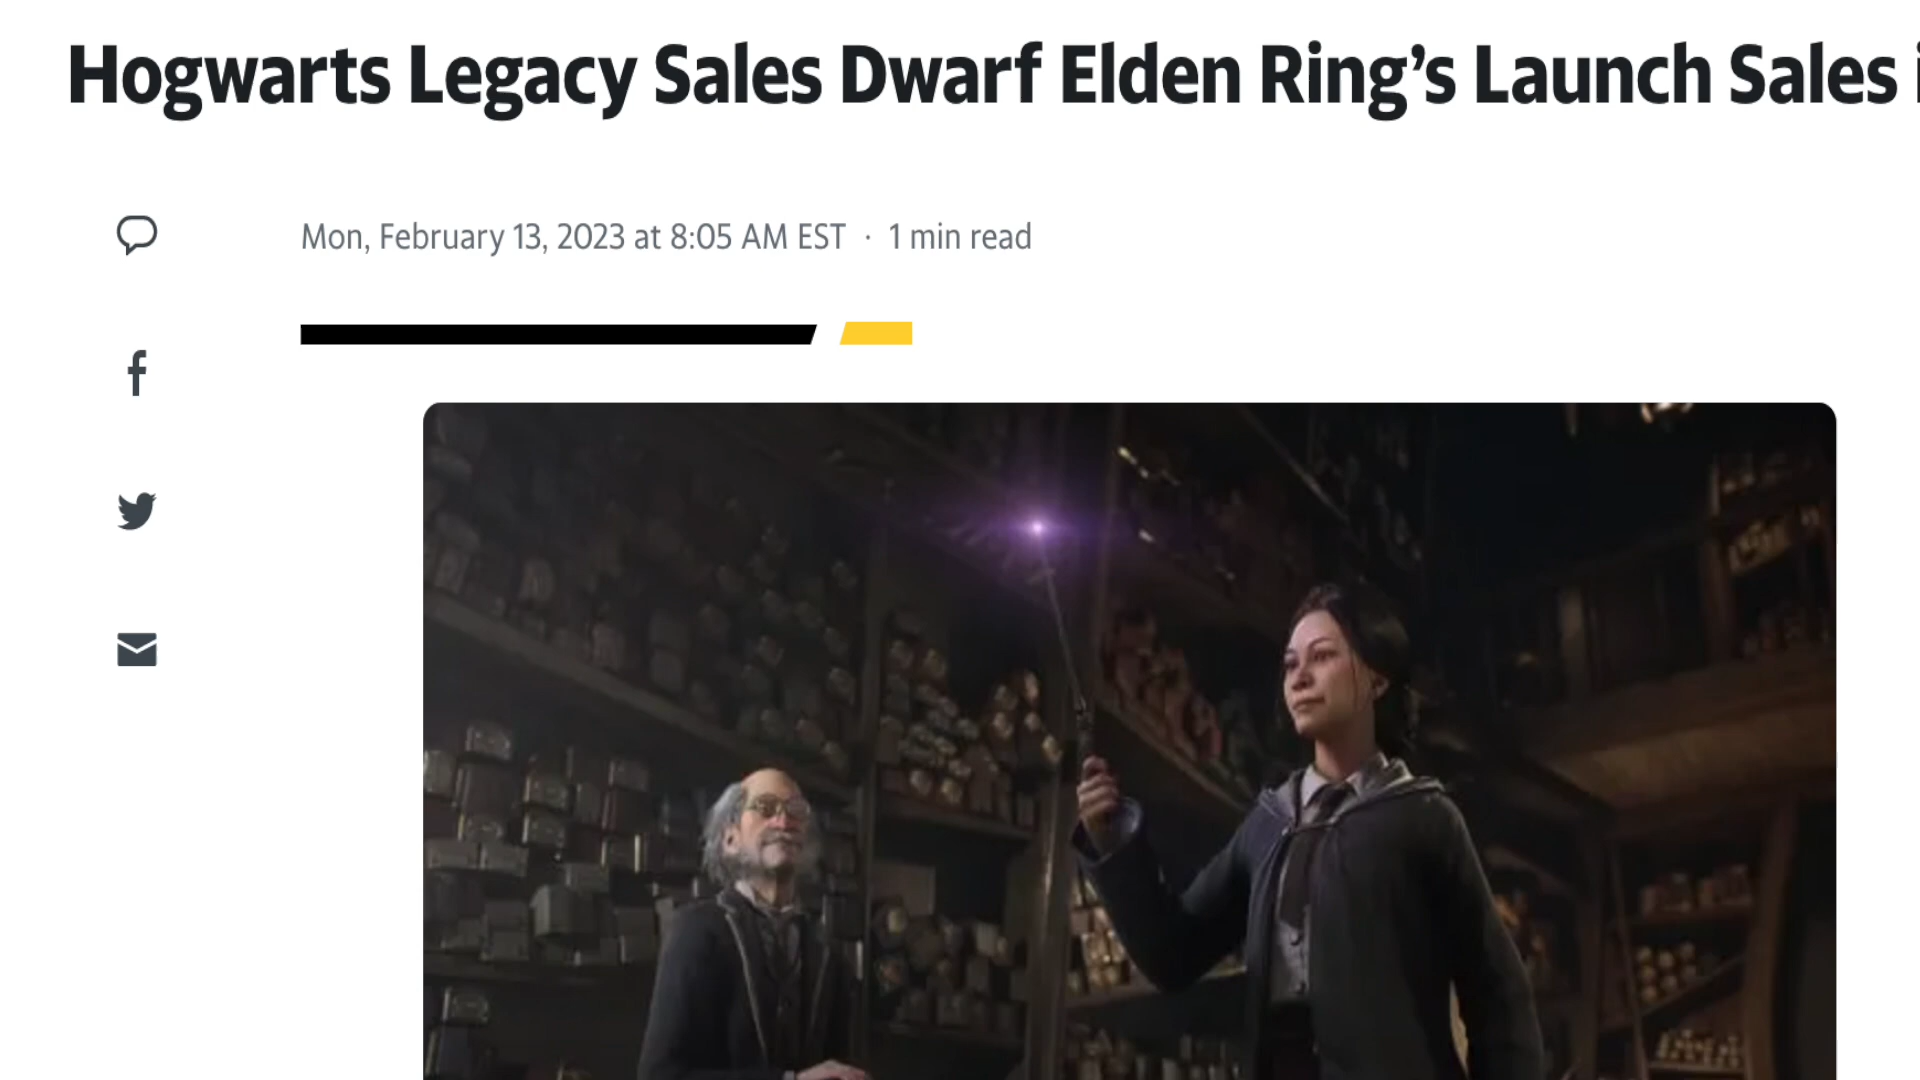 Hogwarts Legacy Sales Dwarf Elden Ring’s Launch Sales
Mon, February 13, 2023 at 8:05 AM EST · 1 min read